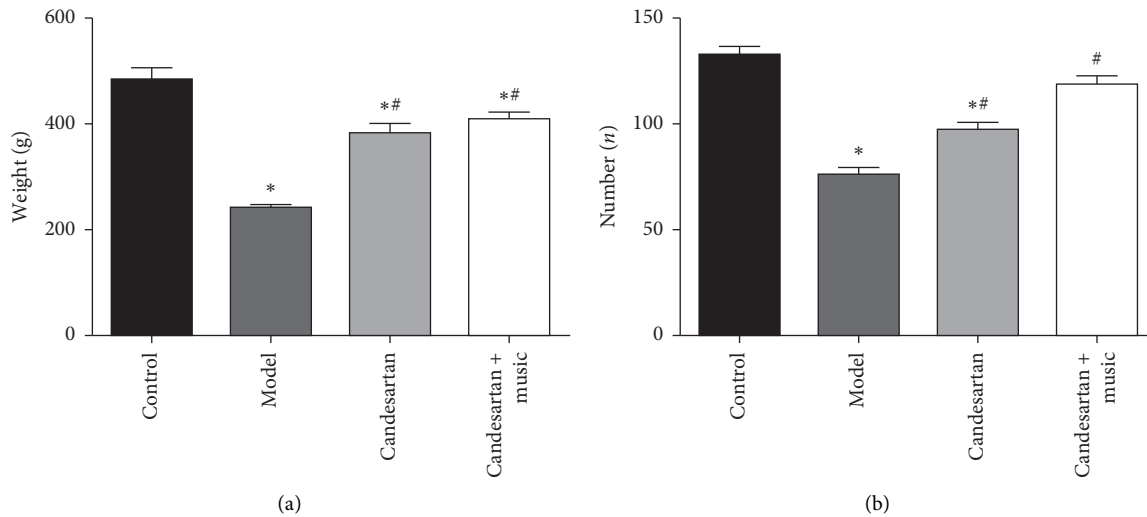 600
400
200
0
Weight (g)
*
*#
*#
Control
Model
Candesartan
Candesartan +
music
(a)
150
100
50
0
Number (n)
*
*#
#
Control
Model
Candesartan
Candesartan +
music
(b)